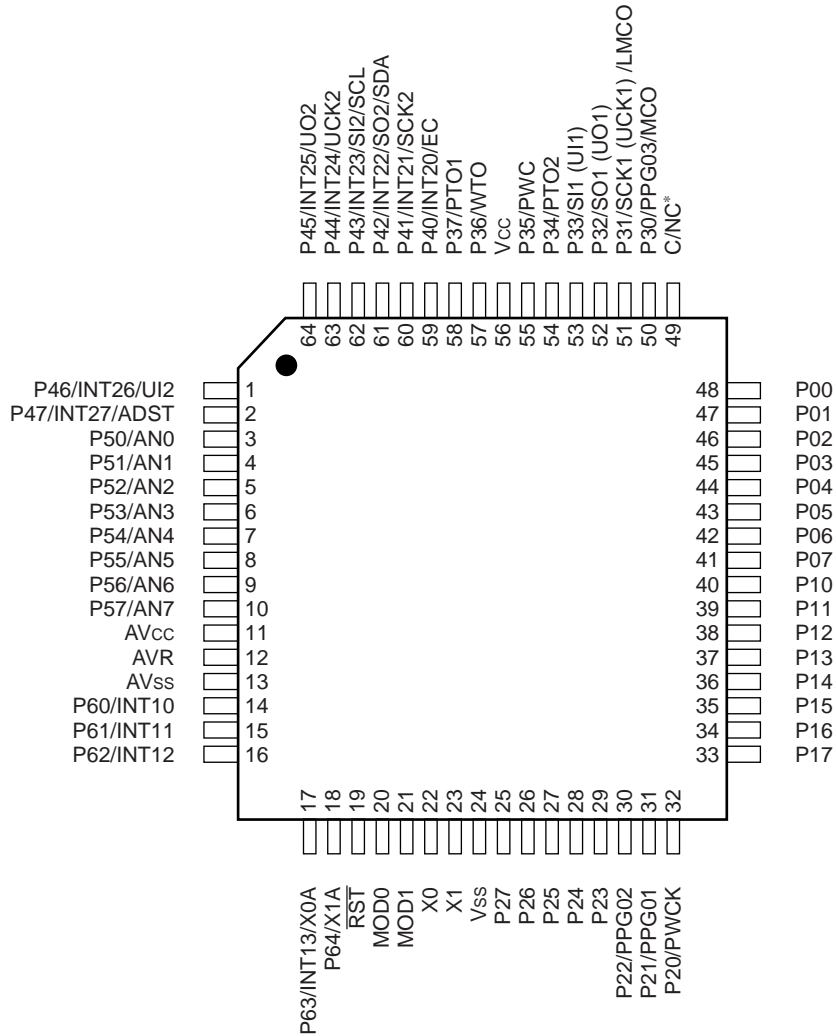 P45/INT25/UO2
P44/INT24/UCK2
P43/INT23/SI2/SCL
P42/INT22/SO2/SDA
P41/INT21/SCK2
P40/INT20/EC
P37/PTO1
P36/WTO
Vcc
P35/PWC
P34/PTO2
P33/SI1 (UI1)
P32/SO1 (UO1)
P31/SCK1 (UCK1) /LMCO
P30/PPG03/MCO
C/NC*
64
63
62
61
60
59
58
57
56
55
54
53
52
51
50
49
P46/INT26/UI2 1
P47/INT27/ADST 2
P50/AN0 3
P51/AN1 4
P52/AN2 5
P53/AN3 6
P54/AN4 7
P55/AN5 8
P56/AN6 9
P57/AN7 10
AVcc 11
AVR 12
AVss 13
P60/INT10 14
P61/INT11 15
P62/INT12 16
48 P00
47 P01
46 P02
45 P03
44 P04
43 P05
42 P06
41 P07
40 P10
39 P11
38 P12
37 P13
36 P14
35 P15
34 P16
33 P17
17
18
19
20
21
22
23
24
25
26
27
28
29
30
31
32
P63/INT13/X0A
P64/X1A
RST
MOD0
MOD1
X0
X1
Vss
P27
P26
P25
P24
P23
P22/PPG02
P21/PPG01
P20/PWCK